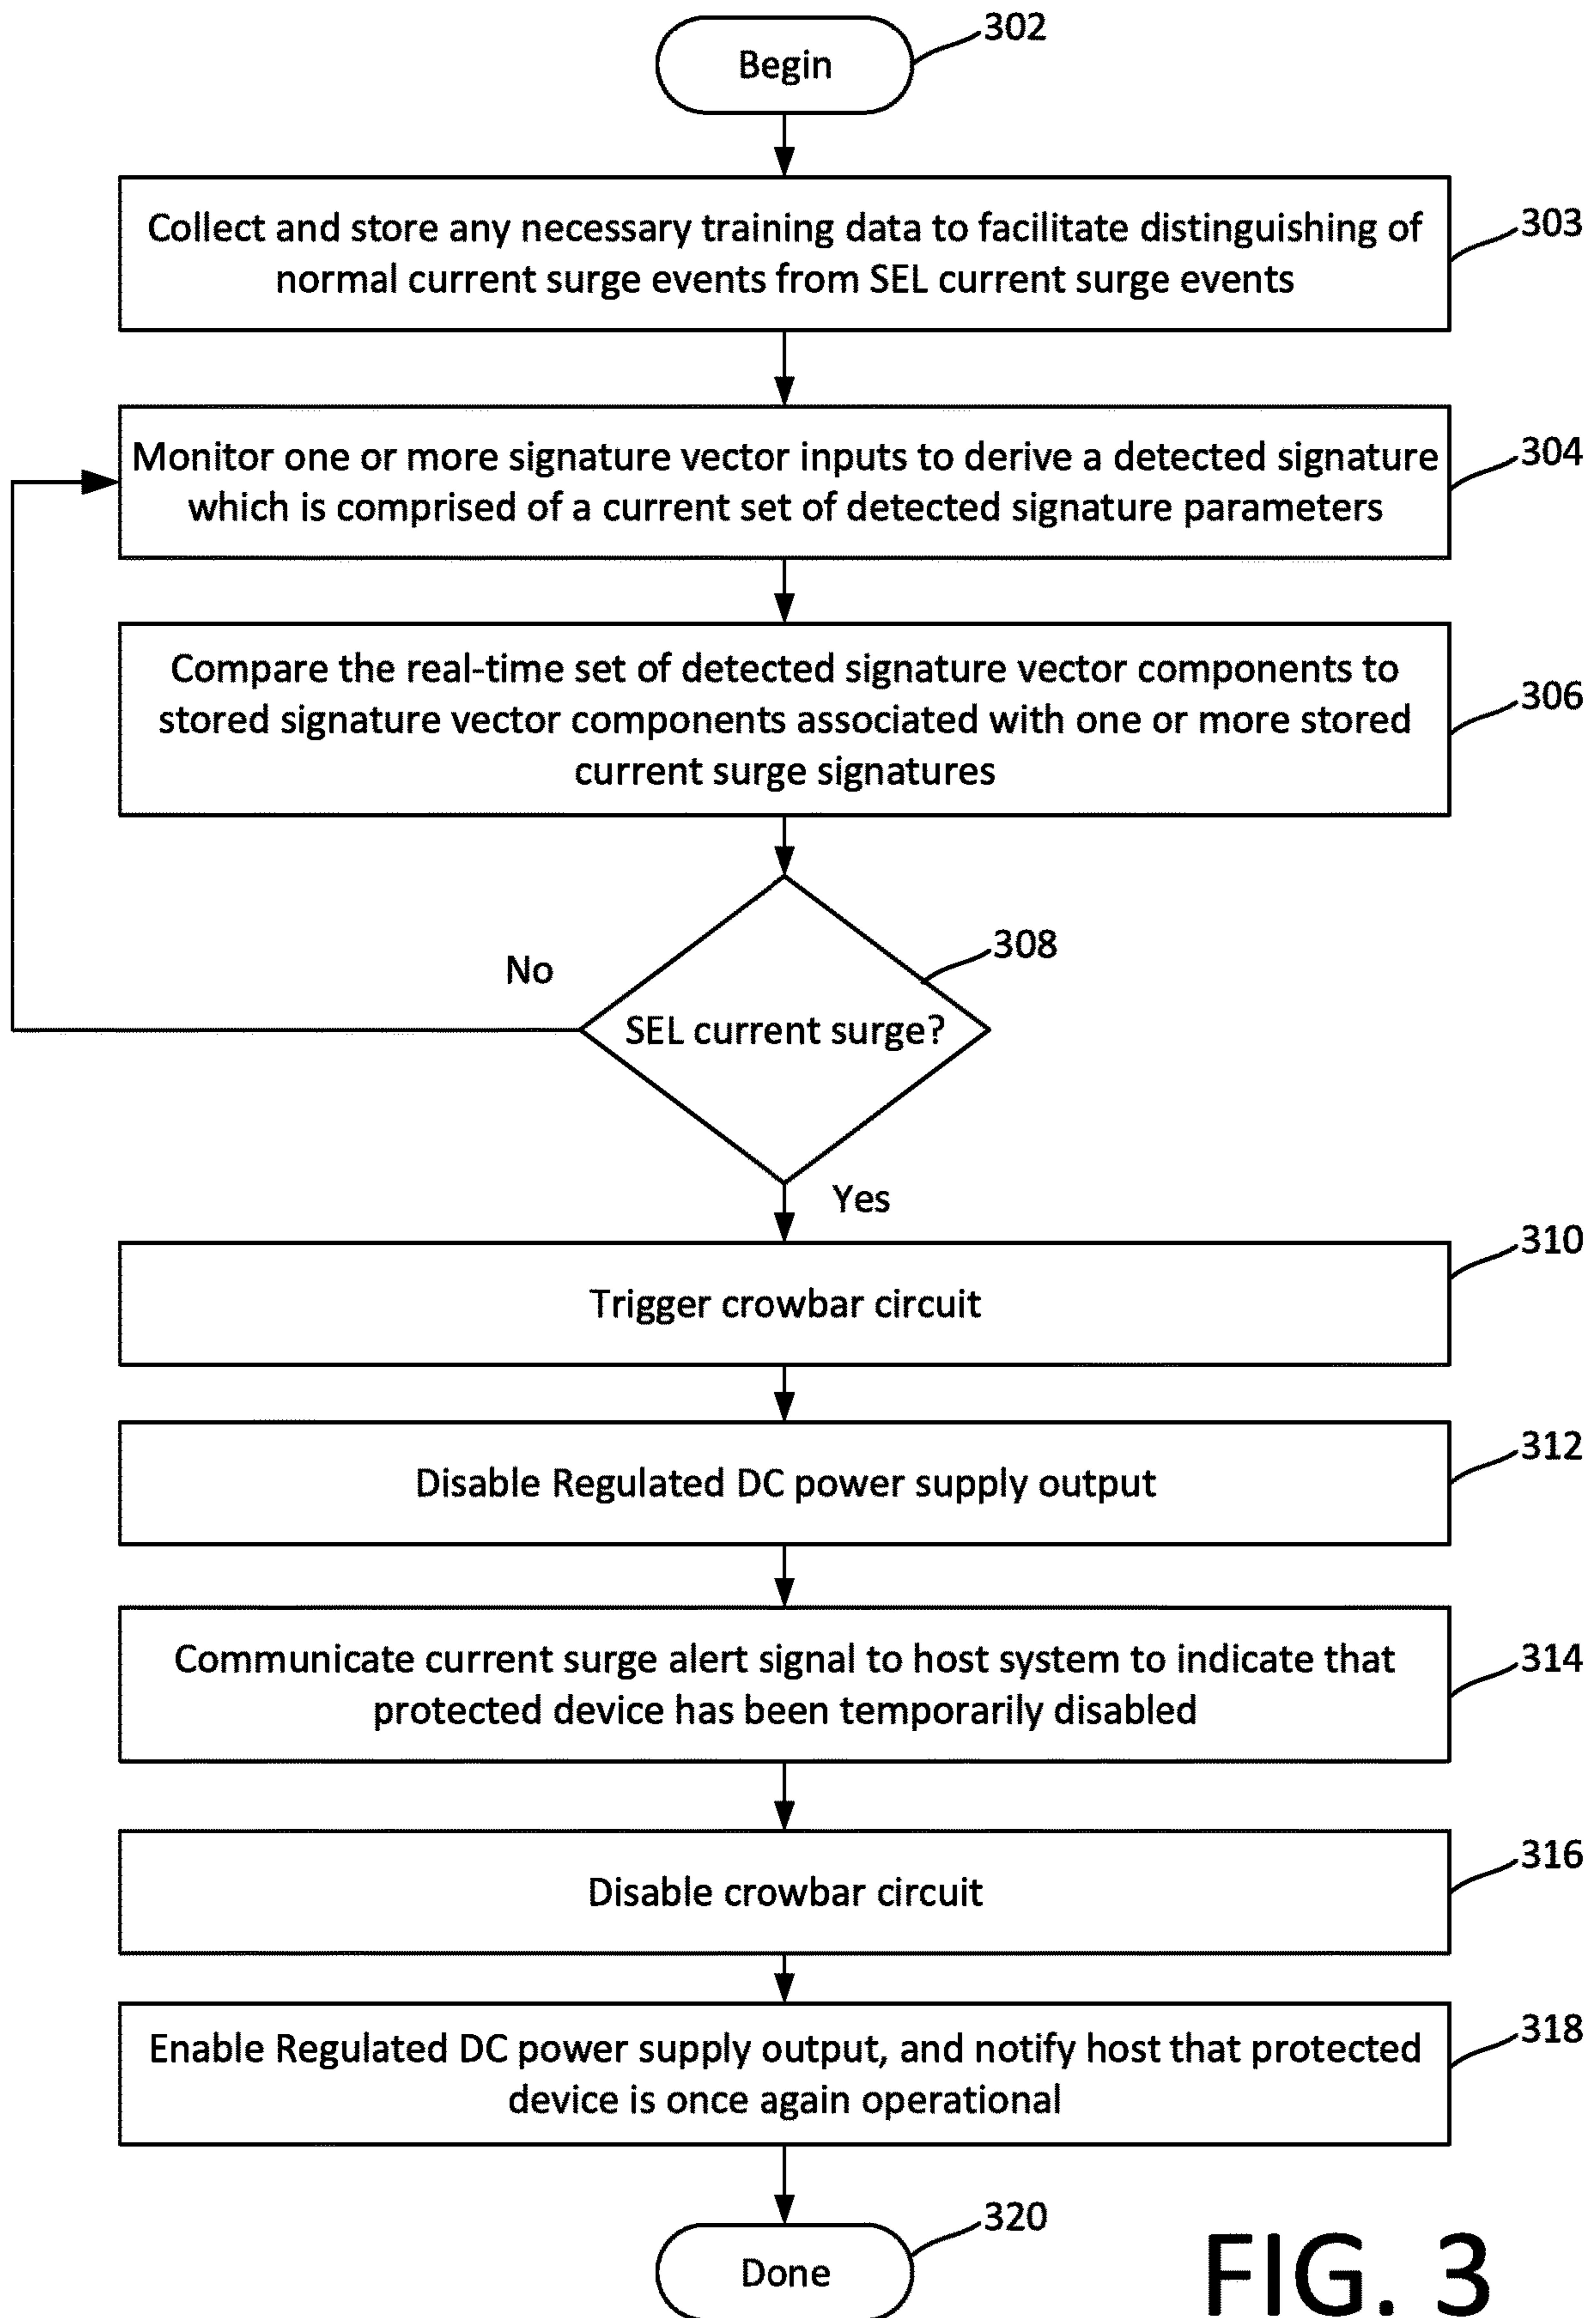 Begin
302
Collect and store any necessary training data to facilitate distinguishing of
normal current surge events from SEL current surge events
303
Monitor one or more signature vector inputs to derive a detected signature
which is comprised of a current set of detected signature parameters
304
Compare the real-time set of detected signature vector components to
stored signature vector components associated with one or more stored
current surge signatures
306
308
No
SEL current surge?
Yes
310
Trigger crowbar circuit
312
Disable Regulated DC power supply output
Communicate current surge alert signal to host system to indicate that
protected device has been temporarily disabled
314
316
Disable crowbar circuit
318
Enable Regulated DC power supply output, and notify host that protected
device is once again operational
320
Done
FIG. 3